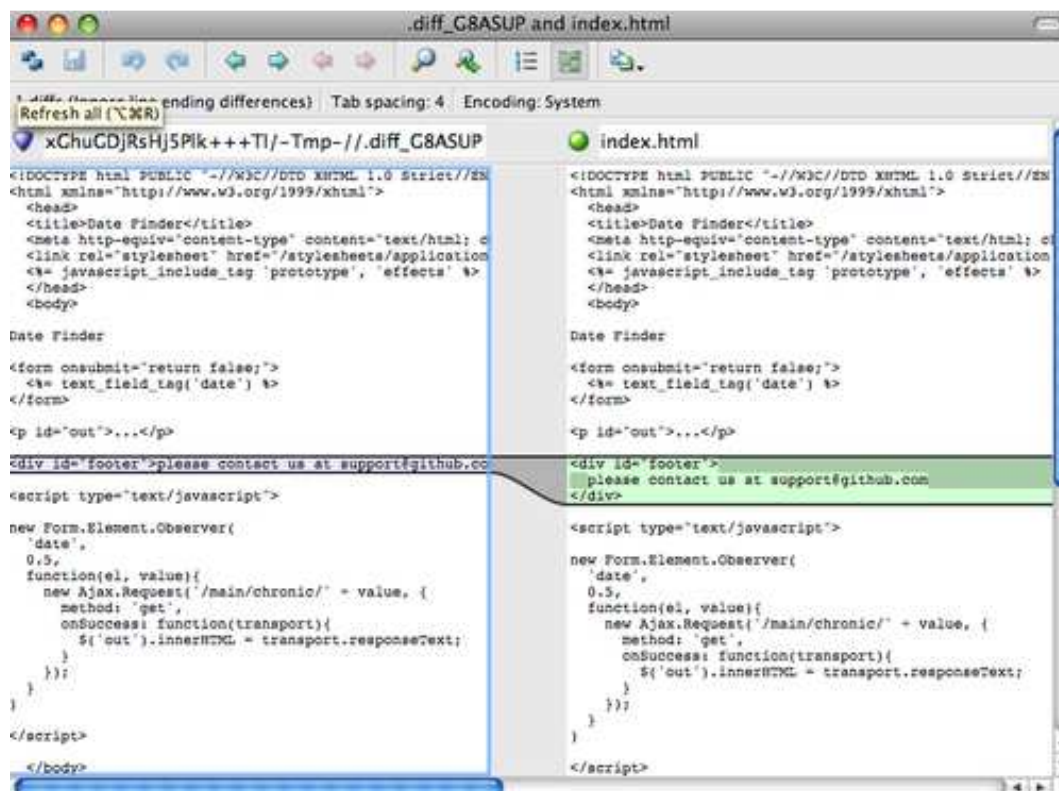 .diff_G8ASUP and index.html
ending differences) Tab spacing: 4 Encoding: System
Refresh all (⌥⌘R)
xGhuGDjRsHj5Plk+++TI/-Tmp-//.diff_G8ASUP
<!DOCTYPE html PUBLIC "-//W3C//DTD XHTML 1.0 Strict//EN
<html xmlns="http://www.w3.org/1999/xhtml">
<head>
<title>Date Finder</title>
<meta http-equiv="content-type" content="text/html; c
<link rel="stylesheet" href="/stylesheets/application
<%= javascript_include_tag 'prototype', 'effects' %>
</head>
<body>
Date Finder
<form onsubmit="return false;">
<%= text_field_tag('date') %>
</form>
<p id="out">...</p>
<div id="footer">please contact us at support@github.co
<script type="text/javascript">
new Form.Element.Observer(
'date',
0.5,
function(el, value){
new Ajax.Request('/main/chronic/' + value, {
method: 'get',
onSuccess: function(transport){
$('out').innerHTML = transport.responseText;
}
});
}
)
</script>
</body>
index.html
<!DOCTYPE html PUBLIC "-//W3C//DTD XHTML 1.0 Strict//EN
<html xmlns="http://www.w3.org/1999/xhtml">
<head>
<title>Date Finder</title>
<meta http-equiv="content-type" content="text/html; ch
<link rel="stylesheet" href="/stylesheets/application
<%= javascript_include_tag 'prototype', 'effects' %>
</head>
<body>
Date Finder
<form onsubmit="return false;">
<%= text_field_tag('date') %>
</form>
<p id="out">...</p>
<div id="footer">
please contact us at support@github.com
</div>
<script type="text/javascript">
new Form.Element.Observer(
'date',
0.5,
function(el, value){
new Ajax.Request('/main/chronic/' + value, {
method: 'get',
onSuccess: function(transport){
$('out').innerHTML = transport.responseText;
}
});
}
)
</script>